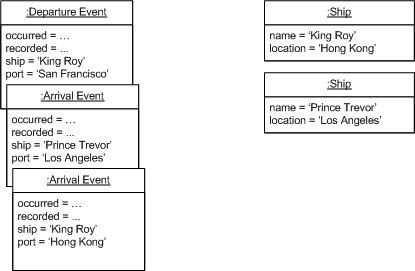 :Departure Event
occurred = …
recorded = ...
ship = 'King Roy'
port = 'San Francisco'
:Arrival Event
occurred = …
recorded = ...
ship = 'Prince Trevor'
port = 'Los Angeles'
:Arrival Event
occurred = …
recorded = ...
ship = 'King Roy'
port = 'Hong Kong'
:Ship
name = 'King Roy'
location = 'Hong Kong'
:Ship
name = 'Prince Trevor'
location = 'Los Angeles'